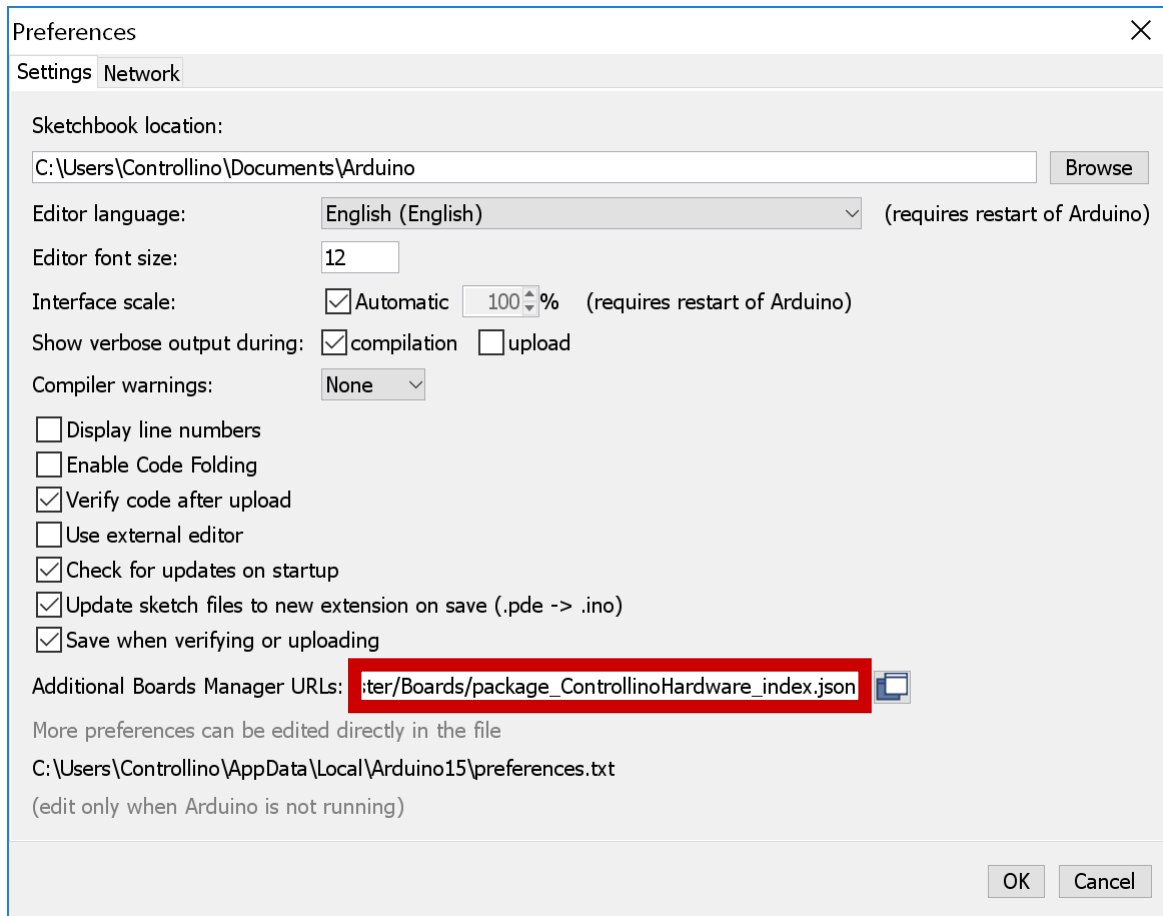 Preferences
Settings Network
Sketchbook location:
C:\Users\Controllino\Documents\Arduino Browse
Editor language: English (English) (requires restart of Arduino)
Editor font size: 12
Interface scale: Automatic 100 % (requires restart of Arduino)
Show verbose output during: compilation upload
Compiler warnings: None
Display line numbers
Enable Code Folding
Verify code after upload
Use external editor
Check for updates on startup
Update sketch files to new extension on save (.pde -> .ino)
Save when verifying or uploading
Additional Boards Manager URLs: ster/Boards/package_ControllinoHardware_index.json
More preferences can be edited directly in the file
C:\Users\Controllino\AppData\Local\Arduino15\preferences.txt
(edit only when Arduino is not running)
OK Cancel